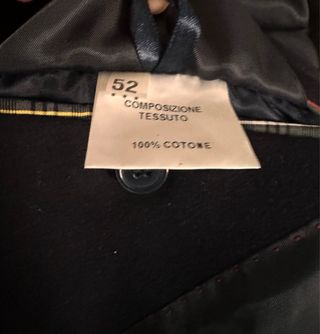 52
COMPOSIZIONE
TESSUTO
100% COTONE